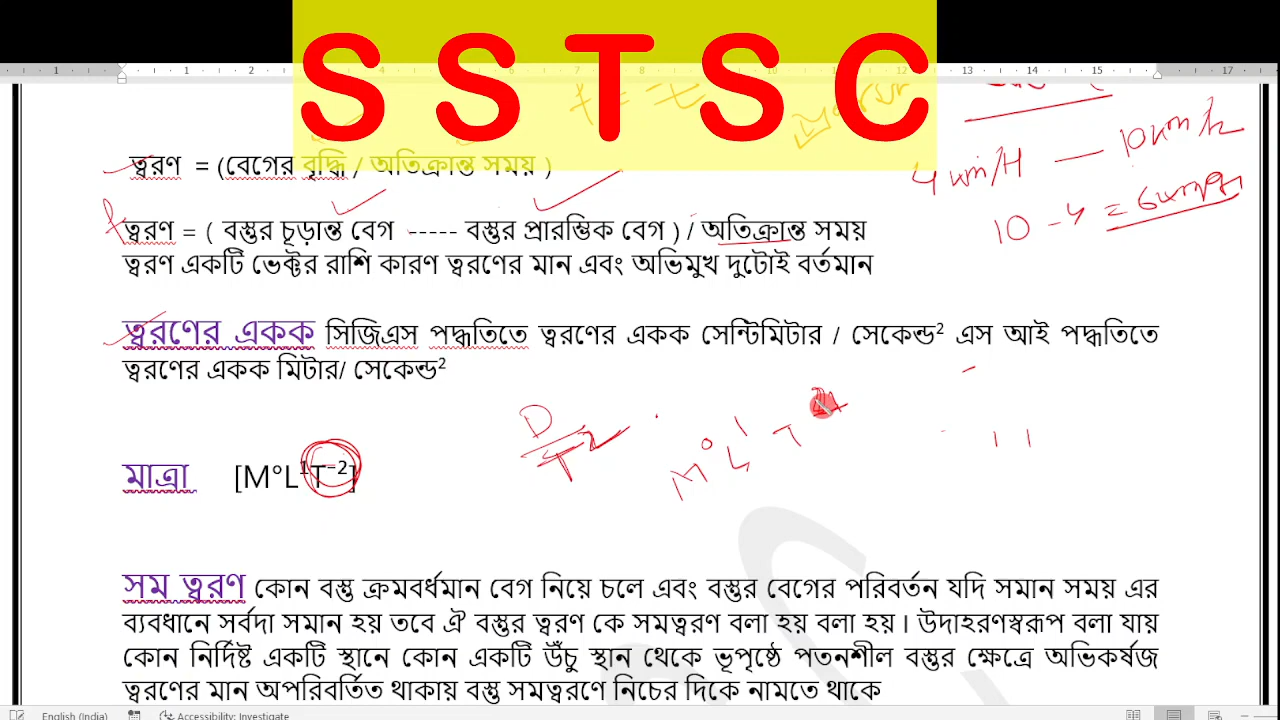 SSTSC
ত্বরণ = (বেগের বৃদ্ধি / অতিক্রান্ত সময় )
4 km/H — 10km/h
f
ত্বরণ = ( বস্তুর চূড়ান্ত বেগ ----- বস্তুর প্রারম্ভিক বেগ ) / অতিক্রান্ত সময়
10 - 4 = 6
ত্বরণ একটি ভেক্টর রাশি কারণ ত্বরণের মান এবং অভিমুখ দুটোই বর্তমান
ত্বরণের একক সিজিএস পদ্ধতিতে ত্বরণের একক সেন্টিমিটার / সেকেন্ড² এস আই পদ্ধতিতে
ত্বরণের একক মিটার/ সেকেন্ড²
D
T2
M° L1 T
মাত্রা [M°L¹T⁻²]
সম ত্বরণ কোন বস্তু ক্রমবর্ধমান বেগ নিয়ে চলে এবং বস্তুর বেগের পরিবর্তন যদি সমান সময় এর
ব্যবধানে সর্বদা সমান হয় তবে ঐ বস্তুর ত্বরণ কে সমত্বরণ বলা হয় বলা হয়। উদাহরণস্বরূপ বলা যায়
কোন নির্দিষ্ট একটি স্থানে কোন একটি উঁচু স্থান থেকে ভূপৃষ্ঠে পতনশীল বস্তুর ক্ষেত্রে অভিকর্ষজ
ত্বরণের মান অপরিবর্তিত থাকায় বস্তু সমত্বরণে নিচের দিকে নামতে থাকে
English (India) Accessibility: Investigate